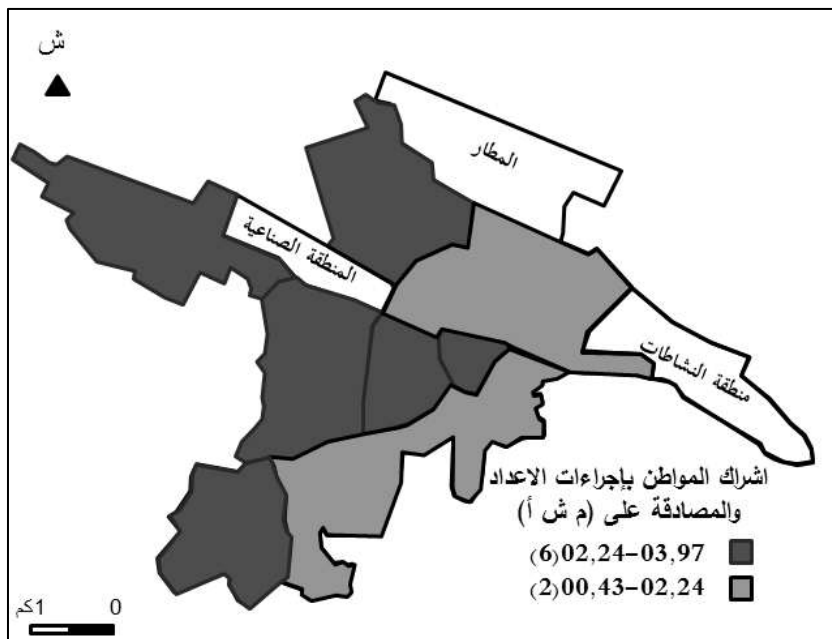 ش
المطار
المنطقة الصناعية
منطقة النشاطات
اشراك المواطن بإجراءات الاعداد
والمصادقة على (م ش أ)
02,24-03,97(6)
00,43-02,24(2)
0 1كم